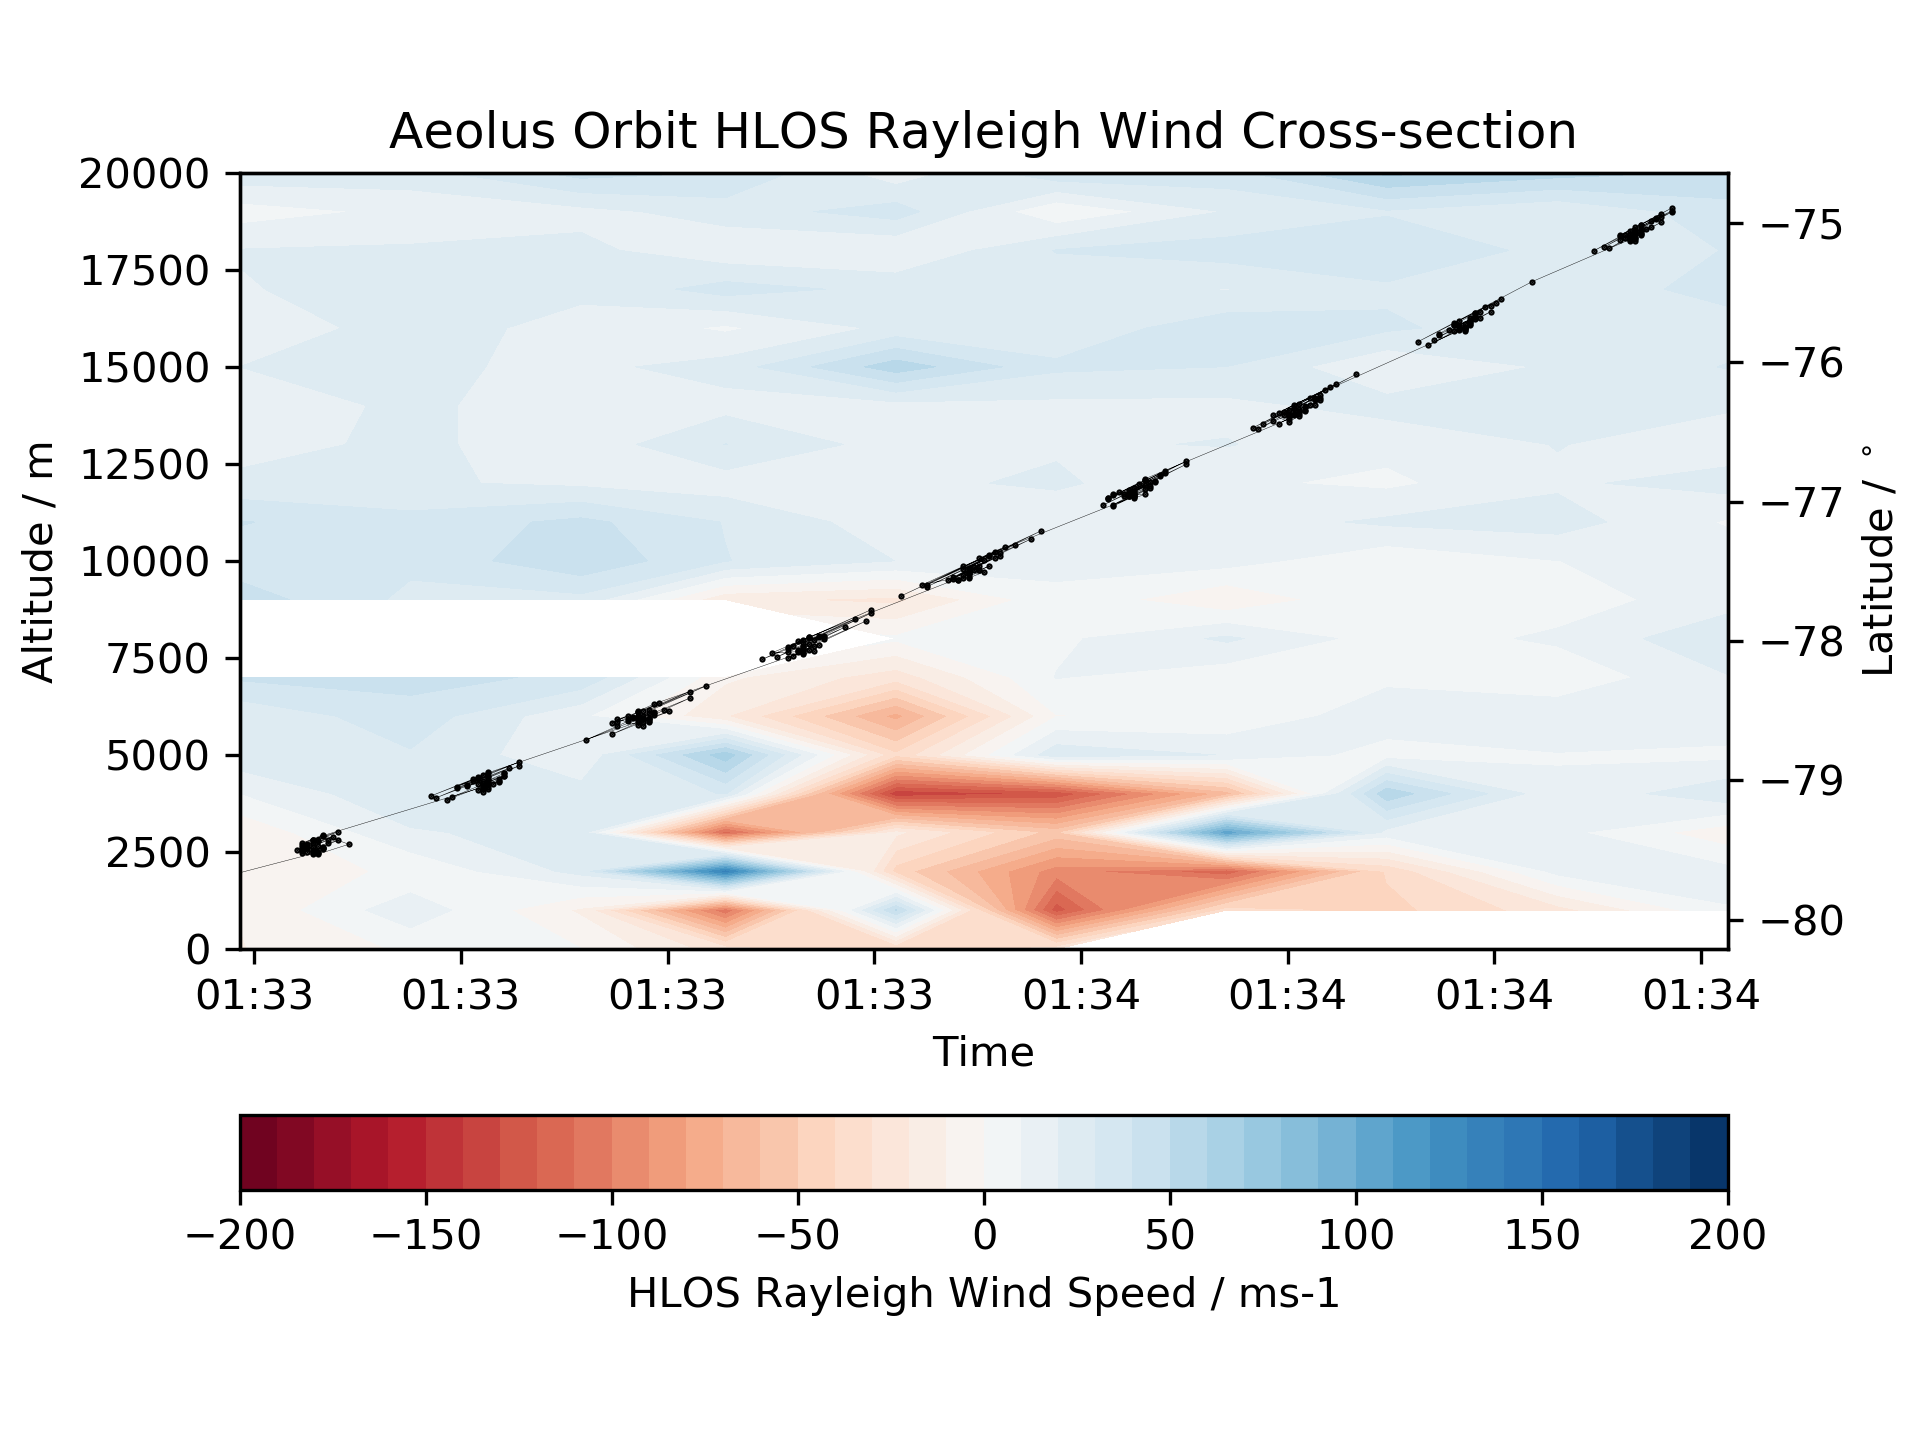 Aeolus Orbit HLOS Rayleigh Wind Cross-section
20000
17500
15000
12500
10000
7500
5000
2500
0
Altitude / m
−75
−76
−77
−78
−79
−80
Latitude / °
01:33 01:33 01:33 01:33 01:34 01:34 01:34 01:34
Time
−200 −150 −100 −50 0 50 100 150 200
HLOS Rayleigh Wind Speed / ms-1